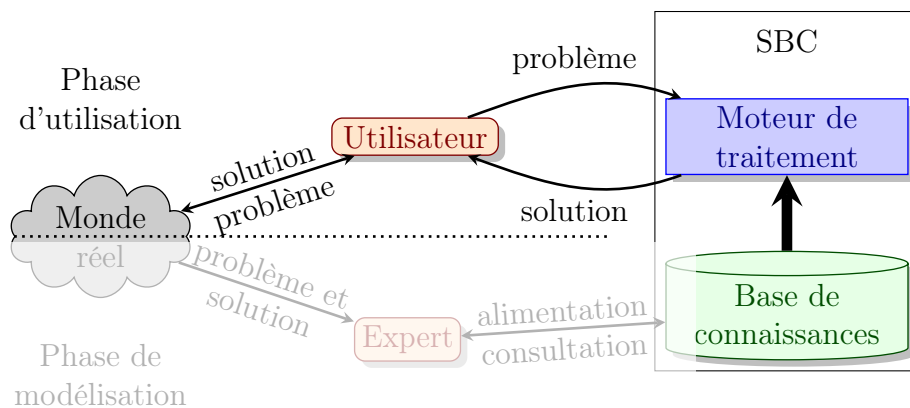 SBC
problème
Phase
d'utilisation
Moteur de
traitement
Utilisateur
solution
problème
solution
Monde
réel
problème et
solution
Base de
connaissances
alimentation
consultation
Expert
Phase de
modélisation